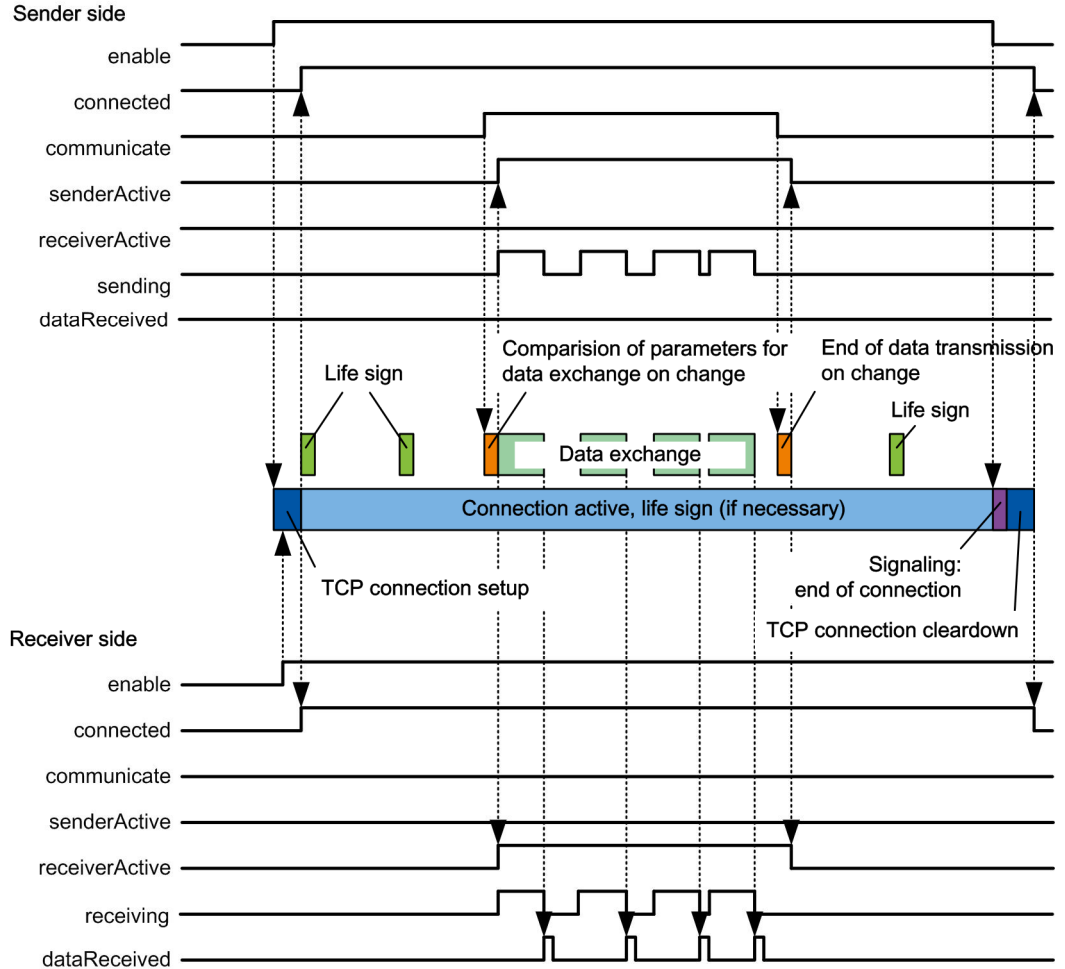 Sender side
enable
connected
communicate
senderActive
receiverActive
sending
dataReceived
Life sign
Comparision of parameters for
data exchange on change
End of data transmission
on change
Life sign
Data exchange
Connection active, life sign (if necessary)
TCP connection setup
Signaling:
end of connection
TCP connection cleardown
Receiver side
enable
connected
communicate
senderActive
receiverActive
receiving
dataReceived